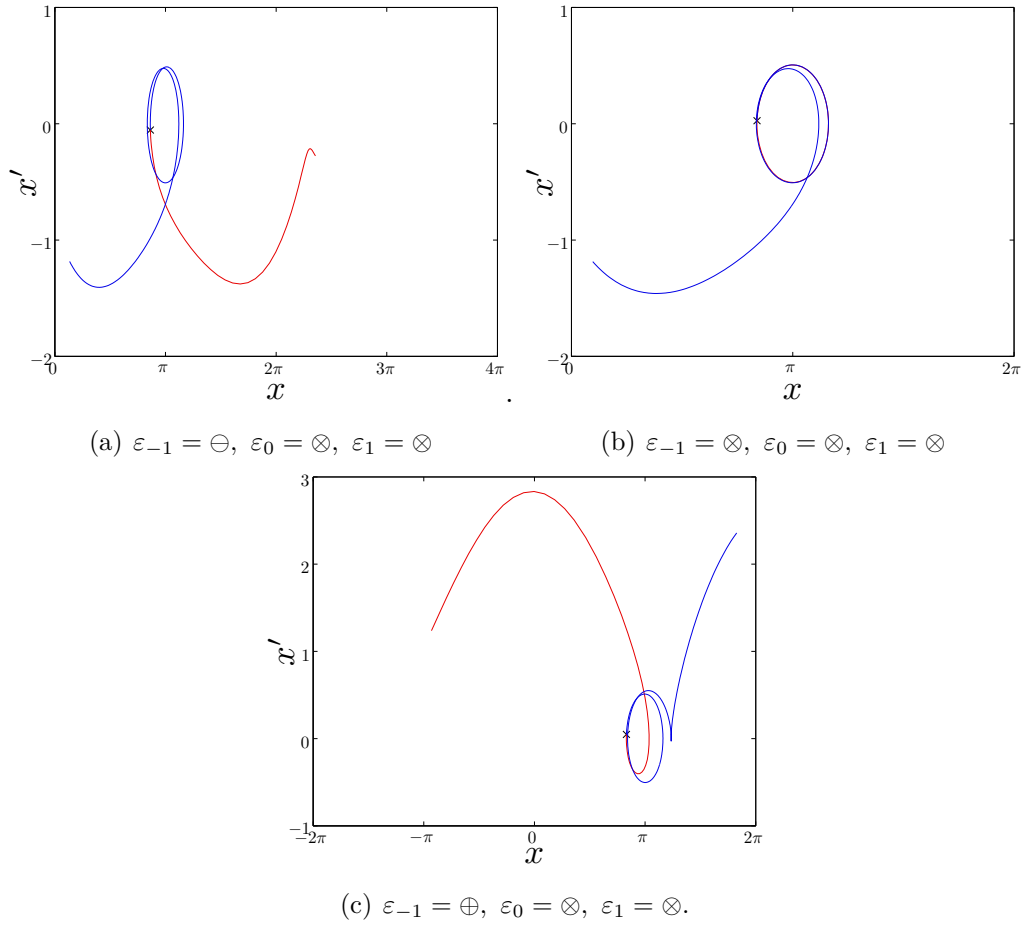 1
0
−1
−2
0 π 2π 3π 4π
x
x′
.
1
0
−1
−2
0 π 2π
x
x′
(a) ε₋₁ = ⊖, ε₀ = ⊗, ε₁ = ⊗
(b) ε₋₁ = ⊗, ε₀ = ⊗, ε₁ = ⊗
3
2
1
0
−1
−2π −π 0 π 2π
x
x′
(c) ε₋₁ = ⊕, ε₀ = ⊗, ε₁ = ⊗.